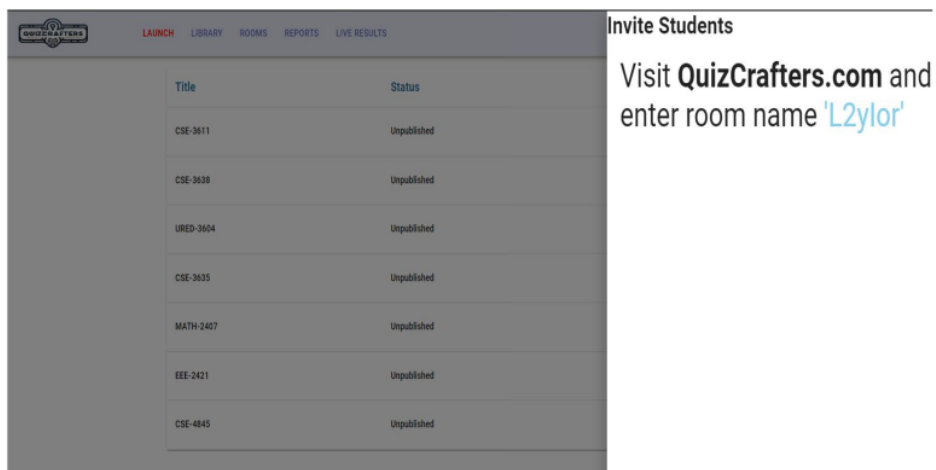 QUIZCRAFTERS
LAUNCH LIBRARY ROOMS REPORTS LIVE RESULTS
Title Status
CSE-3611 Unpublished
CSE-3638 Unpublished
URED-3604 Unpublished
CSE-3635 Unpublished
MATH-2407 Unpublished
EEE-2421 Unpublished
CSE-4845 Unpublished
Invite Students
Visit QuizCrafters.com and
enter room name 'L2ylor'